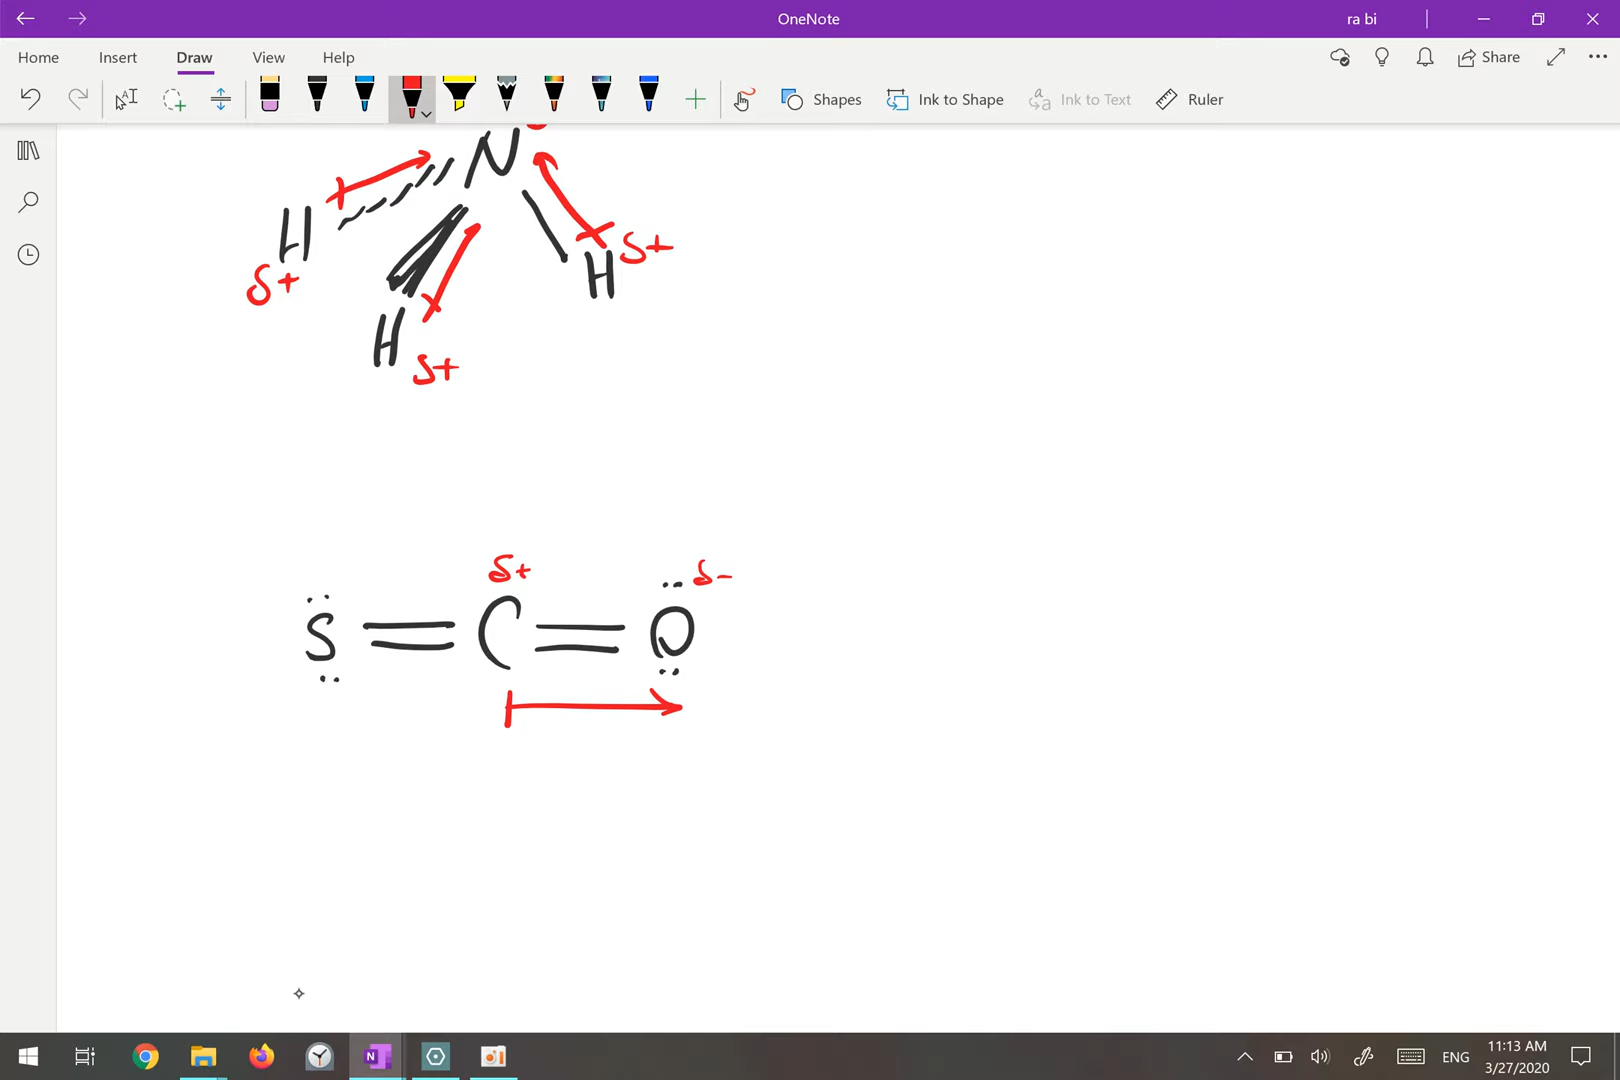 OneNote
ra bi
Home Insert Draw View Help Share
Shapes Ink to Shape Ink to Text Ruler
N
H
δ+
H δ+
H
δ+
δ+ δ-
S = C = O
N
ENG 11:13 AM
3/27/2020